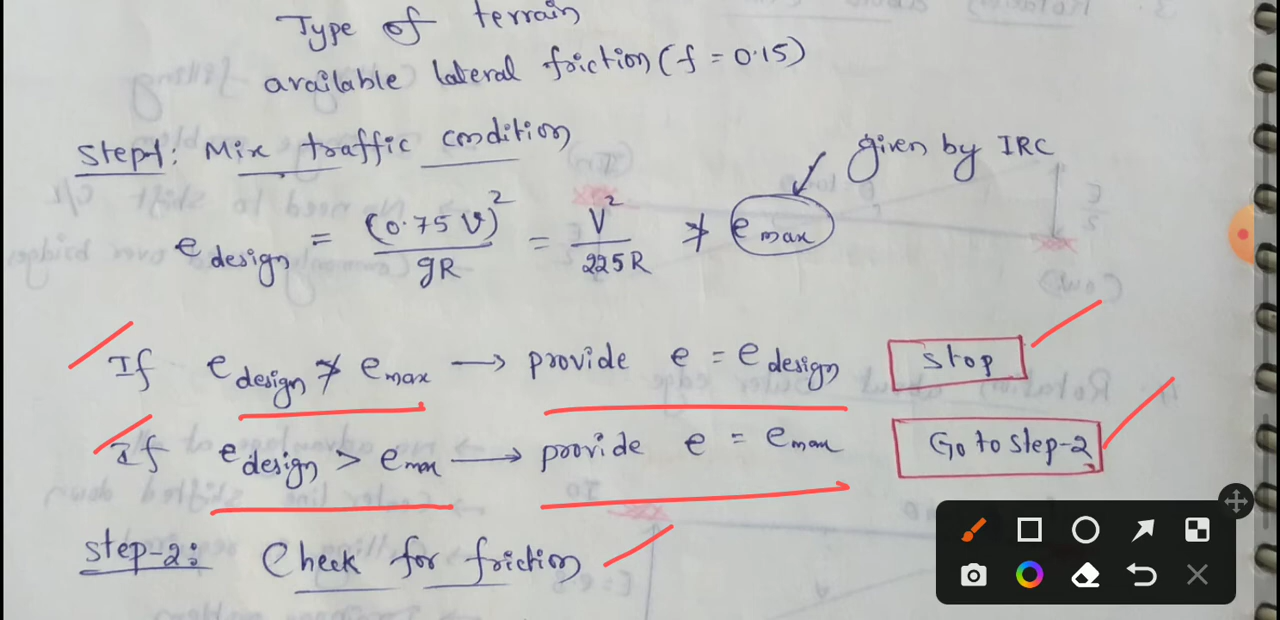 Type of terrain
available lateral friction (f = 0.15)
Step-1: Mix traffic condition
given by IRC
e design = (0.75 V)² / gR = V² / 225R ≯ e max
If e design ≯ e max → provide e = e design Stop
If e design > e max → provide e = e max Go to step-2
Step-2: Check for friction